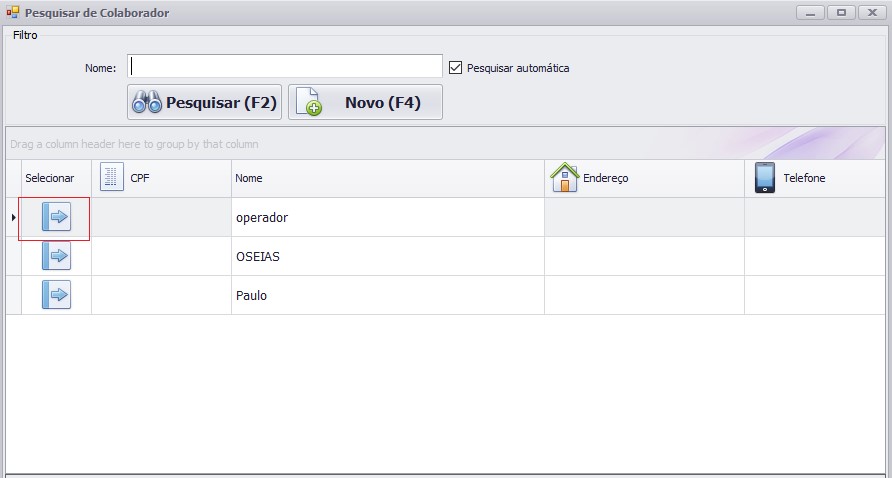 Pesquisar de Colaborador
Filtro
Nome:
Pesquisar automática
Pesquisar (F2)
Novo (F4)
Drag a column header here to group by that column
Selecionar CPF Nome Endereço Telefone
operador
OSEIAS
Paulo